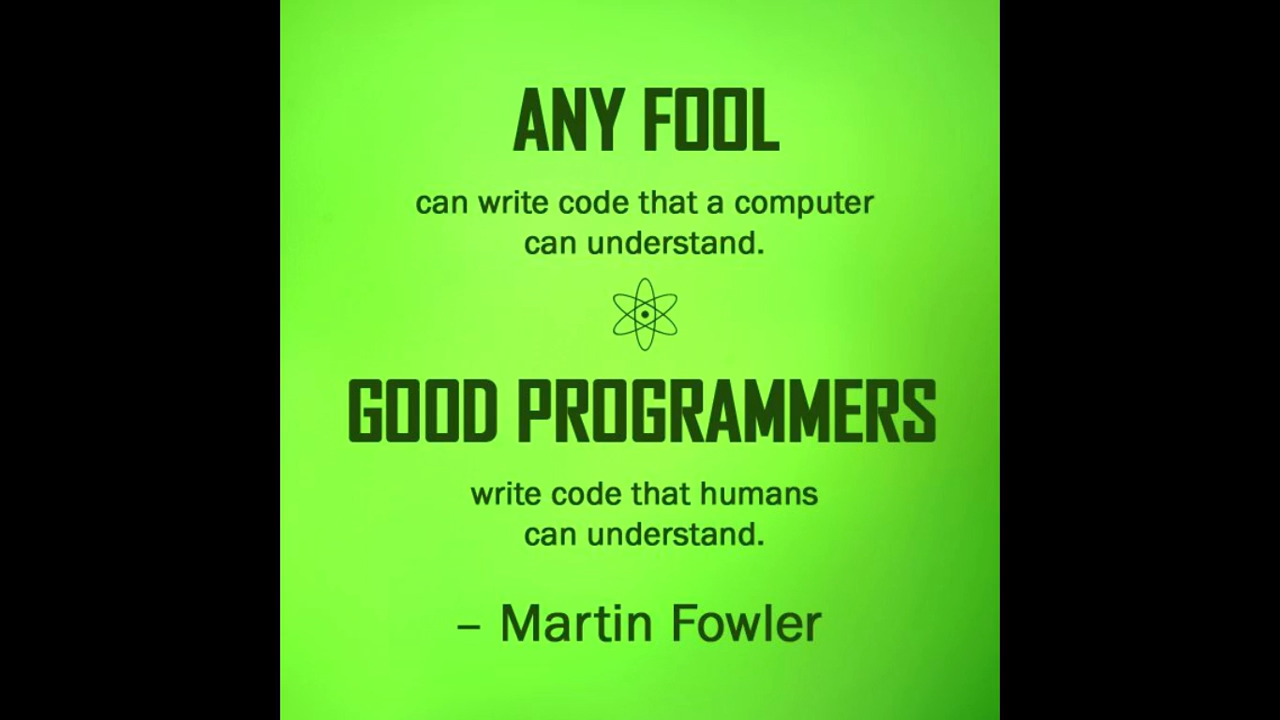 ANY FOOL
can write code that a computer
can understand.
GOOD PROGRAMMERS
write code that humans
can understand.
– Martin Fowler